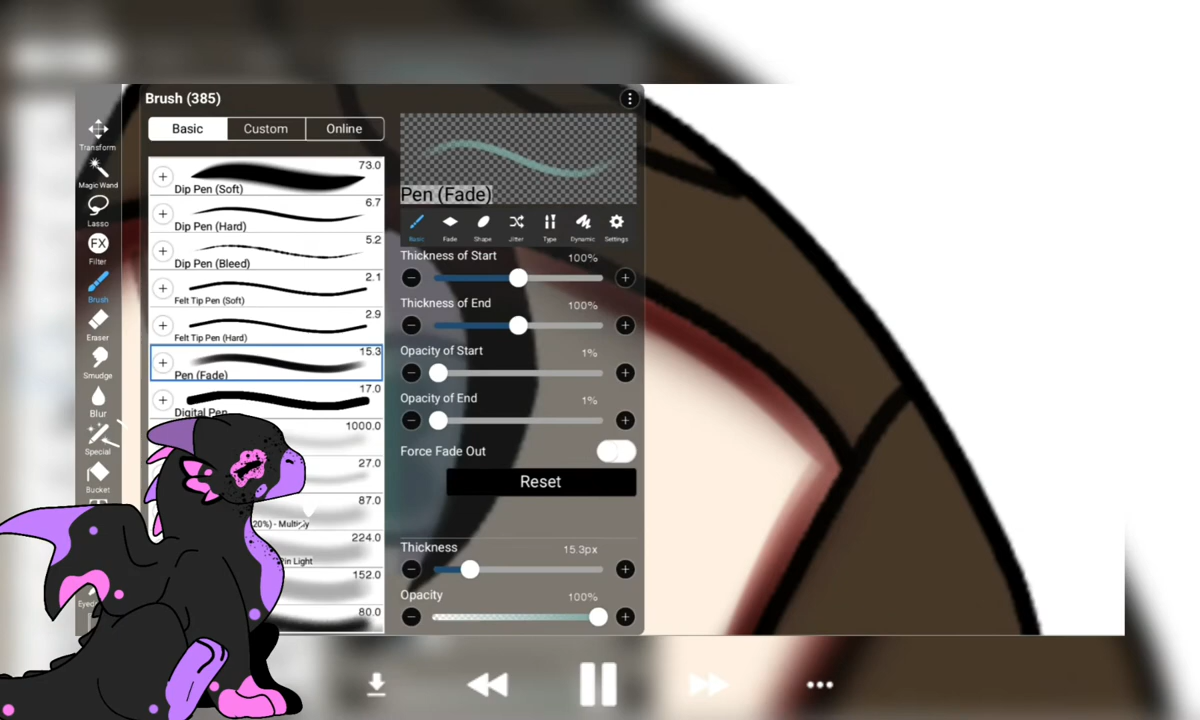 Brush (385)
Basic
Custom
Online
Transform
Magic Wand
Lasso
FX
Filter
Brush
Eraser
Smudge
Blur
Special
Bucket
73.0
Dip Pen (Soft)
6.7
Dip Pen (Hard)
5.2
Dip Pen (Bleed)
2.1
Felt Tip Pen (Soft)
2.9
Felt Tip Pen (Hard)
15.3
Pen (Fade)
17.0
Digital Pen
1000.0
27.0
87.0
20%) - Multiply
224.0
Pin Light
152.0
80.0
Pen (Fade)
Basic
Fade
Shape
Jitter
Type
Dynamic
Settings
Thickness of Start
100%
Thickness of End
100%
Opacity of Start
1%
Opacity of End
1%
Force Fade Out
Reset
Thickness
15.3px
Opacity
100%